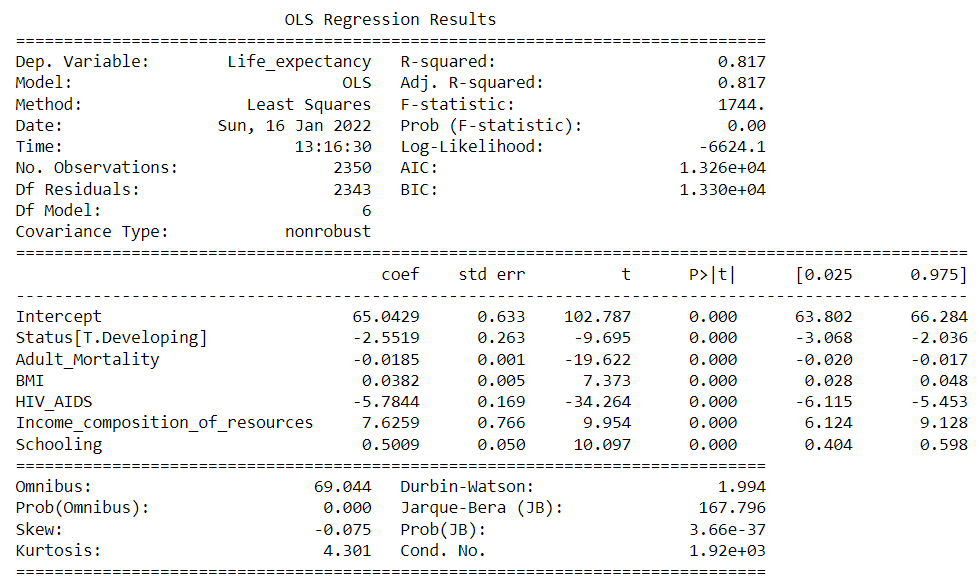 OLS Regression Results
==============================================================================
Dep. Variable:        Life_expectancy   R-squared:                       0.817
Model:                            OLS   Adj. R-squared:                  0.817
Method:                 Least Squares   F-statistic:                     1744.
Date:                Sun, 16 Jan 2022   Prob (F-statistic):               0.00
Time:                        13:16:30   Log-Likelihood:                -6624.1
No. Observations:                2350   AIC:                         1.326e+04
Df Residuals:                    2343   BIC:                         1.330e+04
Df Model:                           6
Covariance Type:            nonrobust
===================================================================================================
                                      coef    std err          t      P>|t|      [0.025      0.975]
---------------------------------------------------------------------------------------------------
Intercept                          65.0429      0.633    102.787      0.000      63.802      66.284
Status[T.Developing]               -2.5519      0.263     -9.695      0.000      -3.068      -2.036
Adult_Mortality                    -0.0185      0.001    -19.622      0.000      -0.020      -0.017
BMI                                 0.0382      0.005      7.373      0.000       0.028       0.048
HIV_AIDS                           -5.7844      0.169    -34.264      0.000      -6.115      -5.453
Income_composition_of_resources     7.6259      0.766      9.954      0.000       6.124       9.128
Schooling                           0.5009      0.050     10.097      0.000       0.404       0.598
==============================================================================
Omnibus:                       69.044   Durbin-Watson:                   1.994
Prob(Omnibus):                  0.000   Jarque-Bera (JB):              167.796
Skew:                          -0.075   Prob(JB):                     3.66e-37
Kurtosis:                       4.301   Cond. No.                     1.92e+03
==============================================================================